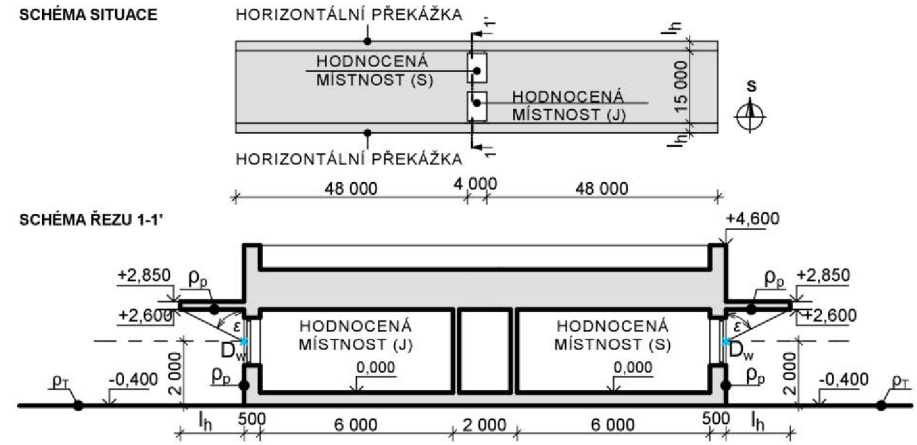 SCHÉMA SITUACE
HORIZONTÁLNÍ PŘEKÁŽKA
1'
lh
HODNOCENÁ
MÍSTNOST (S)
15 000
HODNOCENÁ
MÍSTNOST (J)
S
lh
1
HORIZONTÁLNÍ PŘEKÁŽKA
48 000 4 000 48 000
SCHÉMA ŘEZU 1-1'
+4,600
+2,850 ρp ρp +2,850
+2,600 ε ε +2,600
HODNOCENÁ HODNOCENÁ
MÍSTNOST (J) MÍSTNOST (S)
Dw Dw
2 000 0,000 0,000 2 000
ρT -0,400 ρp ρp -0,400 ρT
lh 500 6 000 2 000 6 000 500 lh